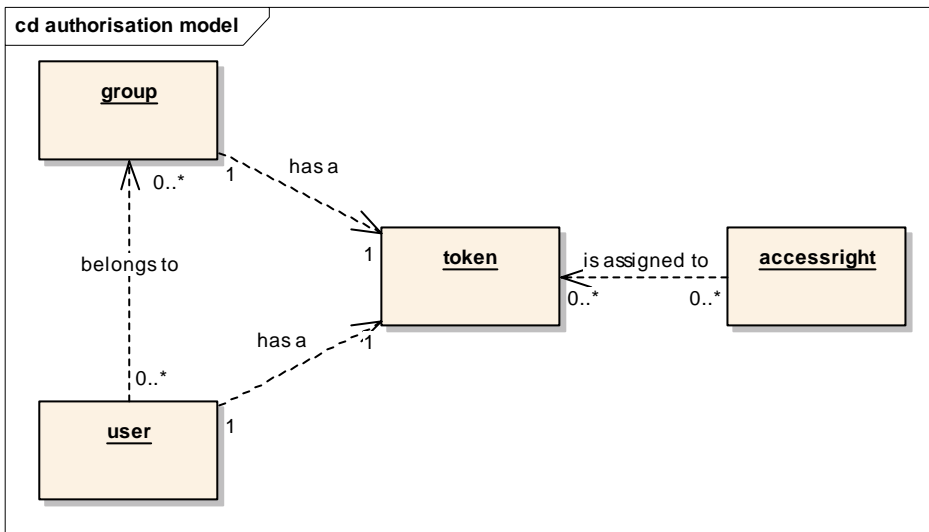 cd authorisation model
group
0..*
1
has a
belongs to
1
token
is assigned to
accessright
0..*
0..*
has a
1
0..*
1
user